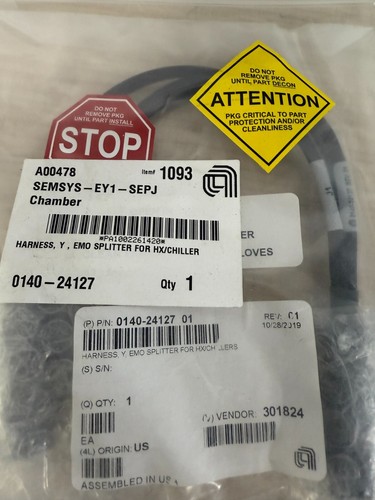 DO NOT
REMOVE PKG
UNTIL PART DECON
ATTENTION
PKG CRITICAL TO PART
PROTECTION AND/OR
CLEANLINESS
DO NOT
REMOVE PKG
UNTIL PART INSTALL
STOP
A00478 Item# 1093
SEMSYS-EY1-SEPJ
Chamber
*PA1002261420*
HARNESS, Y , EMO SPLITTER FOR HX/CHILLER
0140-24127 Qty 1
LOVES
(P) P/N: 0140-24127 01 REV: 01
10/28/2019
HARNESS, Y, EMO SPLITTER FOR HX/CHILLERS
(S) S/N:
(Q) QTY: 1
(V) VENDOR: 301824
EA
(4L) ORIGIN: US
ASSEMBLED IN US